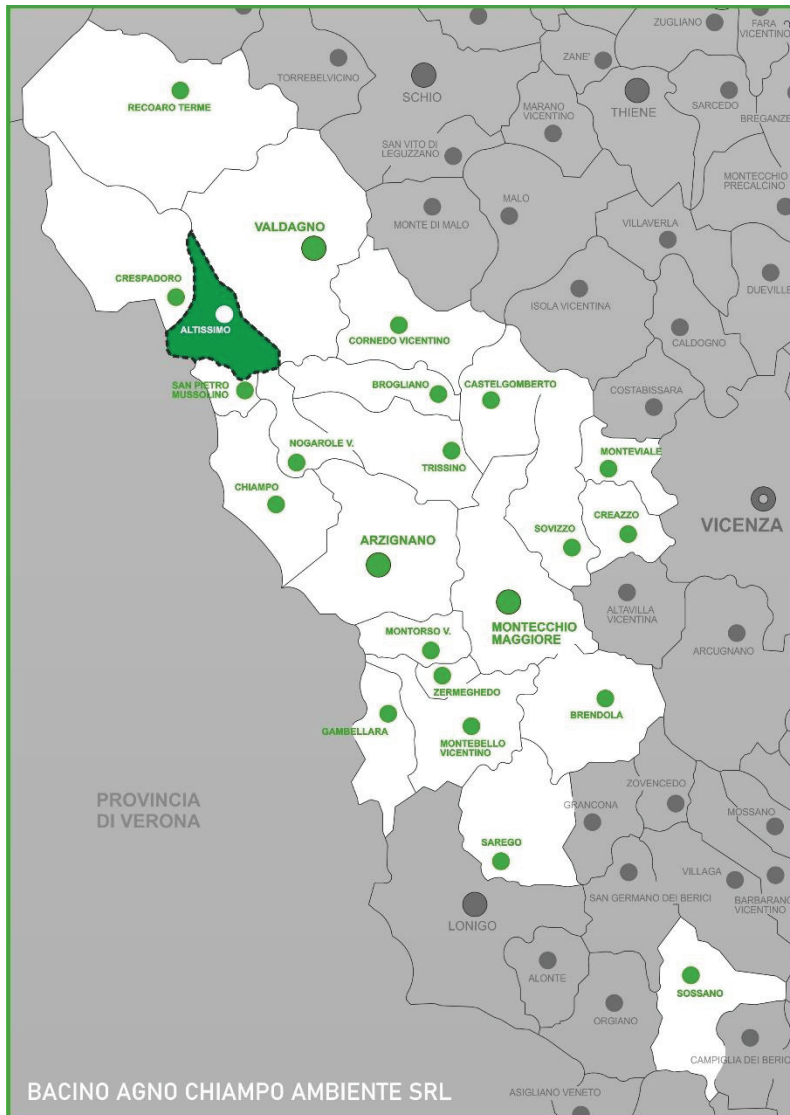 ZUGLIANO
FARA
VICENTINO
ZANE'
TORREBELVICINO
SCHIO
RECOARO TERME
MARANO
VICENTINO
THIENE
SARCEDO
BREGANZE
SAN VITO DI
LEGUZZANO
MONTECCHIO
PRECALCINO
MALO
MONTE DI MALO
VILLAVERLA
VALDAGNO
DUEVILLE
CRESPADORO
ISOLA VICENTINA
ALTISSIMO
CALDOGNO
CORNEDO VICENTINO
COSTABISSARA
SAN PIETRO
MUSSOLINO
BROGLIANO
CASTELGOMBERTO
NOGAROLE V.
TRISSINO
MONTEVIALE
CHIAMPO
CREAZZO
SOVIZZO
VICENZA
ARZIGNANO
ALTAVILLA
VICENTINA
MONTECCHIO
MAGGIORE
MONTORSO V.
ARCUGNANO
ZERMEGHEDO
BRENDOLA
GAMBELLARA
MONTEBELLO
VICENTINO
PROVINCIA
DI VERONA
ZOVENCEDO
GRANCONA
MOSSANO
SAREGO
VILLAGA
SAN GERMANO DEI BERICI
BARBARANO
VICENTINO
LONIGO
ALONTE
SOSSANO
ORGIANO
CAMPIGLIA DEI BERIC
ASIGLIANO VENETO
BACINO AGNO CHIAMPO AMBIENTE SRL